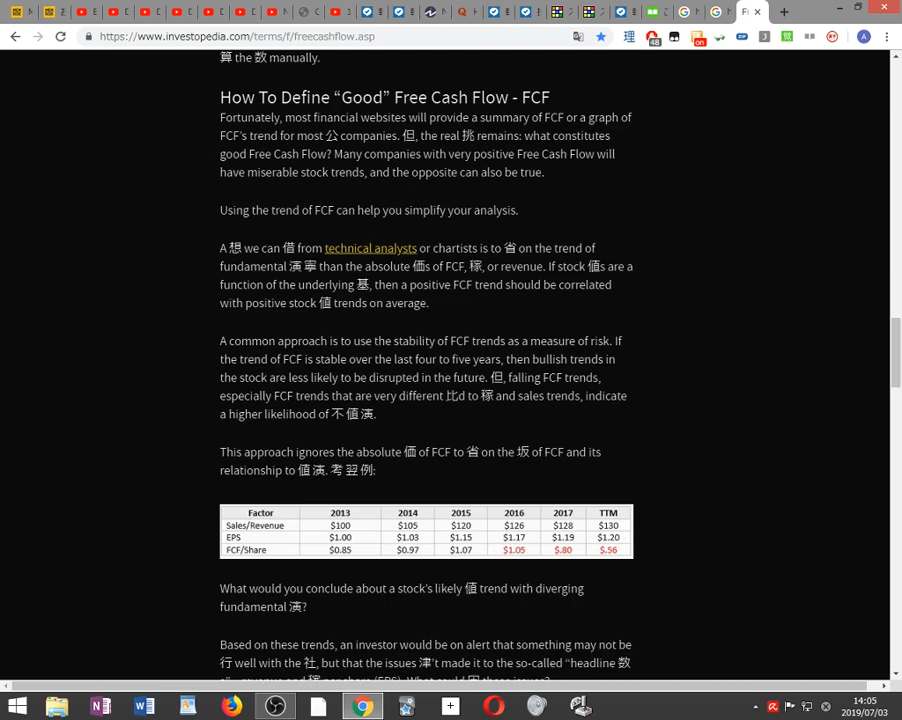 https://www.investopedia.com/terms/f/freecashflow.asp
算 the 数 manually.
How To Define “Good” Free Cash Flow - FCF
Fortunately, most financial websites will provide a summary of FCF or a graph of
FCF’s trend for most 公 companies. 但, the real 挑 remains: what constitutes
good Free Cash Flow? Many companies with very positive Free Cash Flow will
have miserable stock trends, and the opposite can also be true.
Using the trend of FCF can help you simplify your analysis.
A 想 we can 借 from technical analysts or chartists is to 省 on the trend of
fundamental 演 寧 than the absolute 価s of FCF, 稼, or revenue. If stock 値s are a
function of the underlying 基, then a positive FCF trend should be correlated
with positive stock 値 trends on average.
A common approach is to use the stability of FCF trends as a measure of risk. If
the trend of FCF is stable over the last four to five years, then bullish trends in
the stock are less likely to be disrupted in the future. 但, falling FCF trends,
especially FCF trends that are very different 比d to 稼 and sales trends, indicate
a higher likelihood of 不 値 演.
This approach ignores the absolute 価 of FCF to 省 on the 坂 of FCF and its
relationship to 値 演. 考 翌 例:
Factor 2013 2014 2015 2016 2017 TTM
Sales/Revenue $100 $105 $120 $126 $128 $130
EPS $1.00 $1.03 $1.15 $1.17 $1.19 $1.20
FCF/Share $0.85 $0.97 $1.07 $1.05 $.80 $.56
What would you conclude about a stock’s likely 値 trend with diverging
fundamental 演?
Based on these trends, an investor would be on alert that something may not be
行 well with the 社, but that the issues 津’t made it to the so-called “headline 数
14:05
2019/07/03